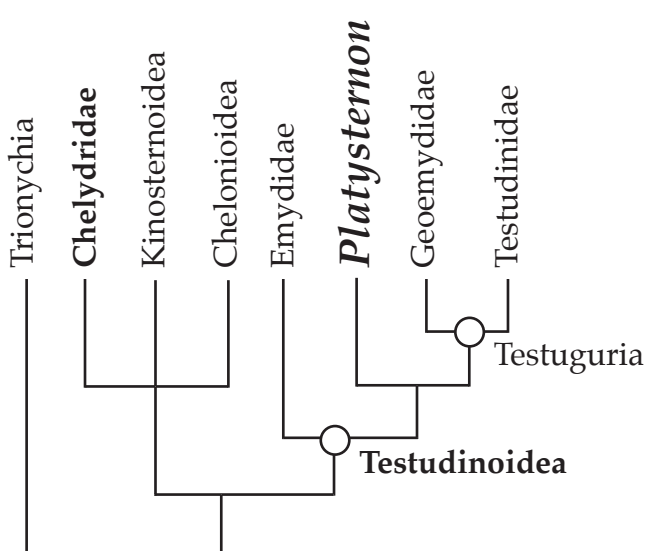 Trionychia
Chelydridae
Kinosternoidea
Chelonioidea
Emydidae
Platysternon
Geoemydidae
Testudinidae
Testuguria
Testudinoidea